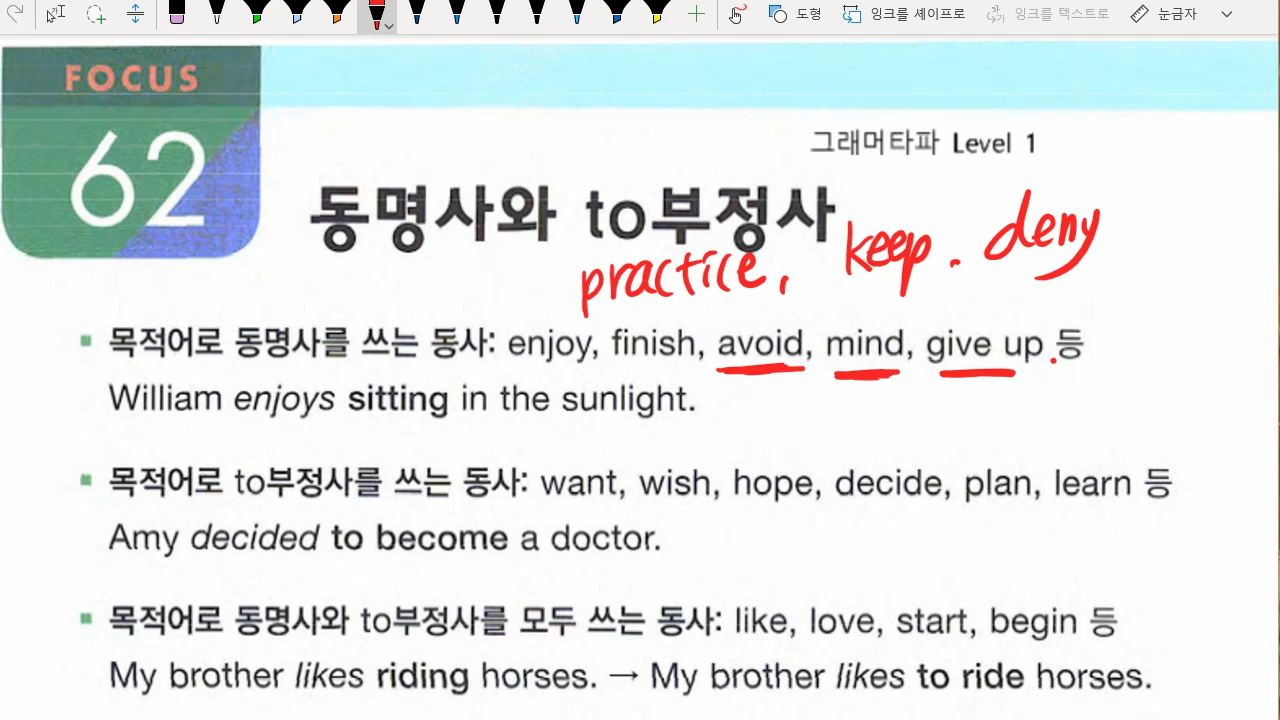 도형 잉크를 셰이프로 잉크를 텍스트로 눈금자
FOCUS
62
그래머타파 Level 1
동명사와 to부정사
practice, keep. deny
목적어로 동명사를 쓰는 동사: enjoy, finish, avoid, mind, give up 등
William enjoys sitting in the sunlight.
목적어로 to부정사를 쓰는 동사: want, wish, hope, decide, plan, learn 등
Amy decided to become a doctor.
목적어로 동명사와 to부정사를 모두 쓰는 동사: like, love, start, begin 등
My brother likes riding horses. → My brother likes to ride horses.